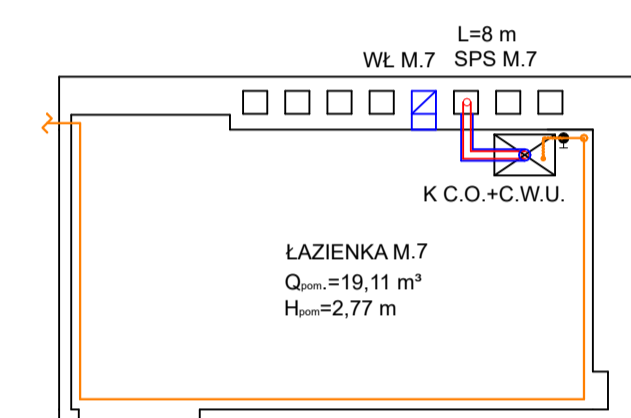 L=8 m
WŁ M.7 SPS M.7
K C.O.+C.W.U.
ŁAZIENKA M.7
Qpom.=19,11 m³
Hpom=2,77 m